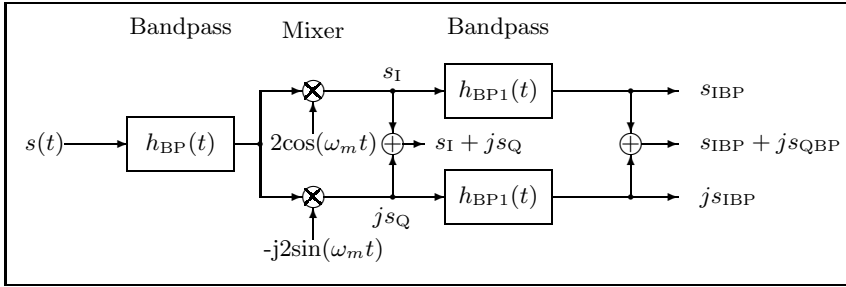 Bandpass Mixer Bandpass
s_I h_BP1(t) s_IBP
s(t) h_BP(t) 2cos(ω_m t) s_I + js_Q s_IBP + js_QBP
js_Q h_BP1(t) js_IBP
-j2sin(ω_m t)